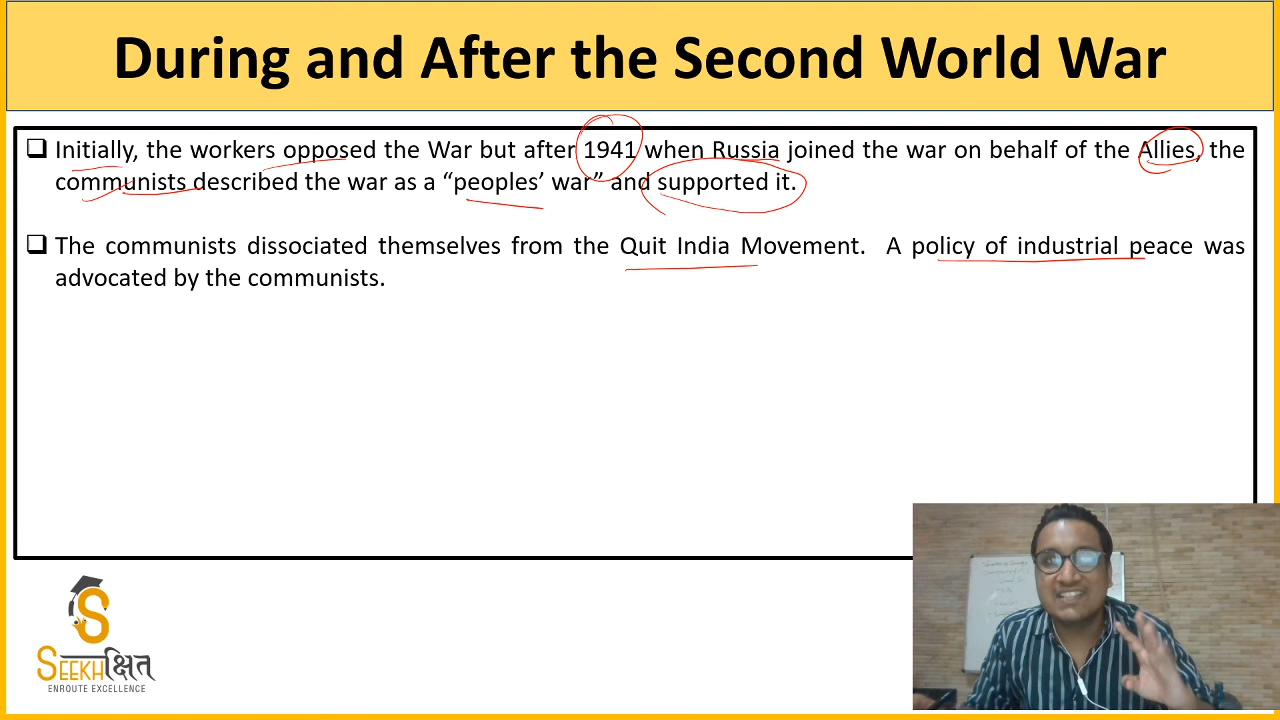 During and After the Second World War
❑ Initially, the workers opposed the War but after 1941 when Russia joined the war on behalf of the Allies, the
communists described the war as a “peoples’ war” and supported it.
❑ The communists dissociated themselves from the Quit India Movement. A policy of industrial peace was
advocated by the communists.
S
SEEKHक्षित
ENROUTE EXCELLENCE